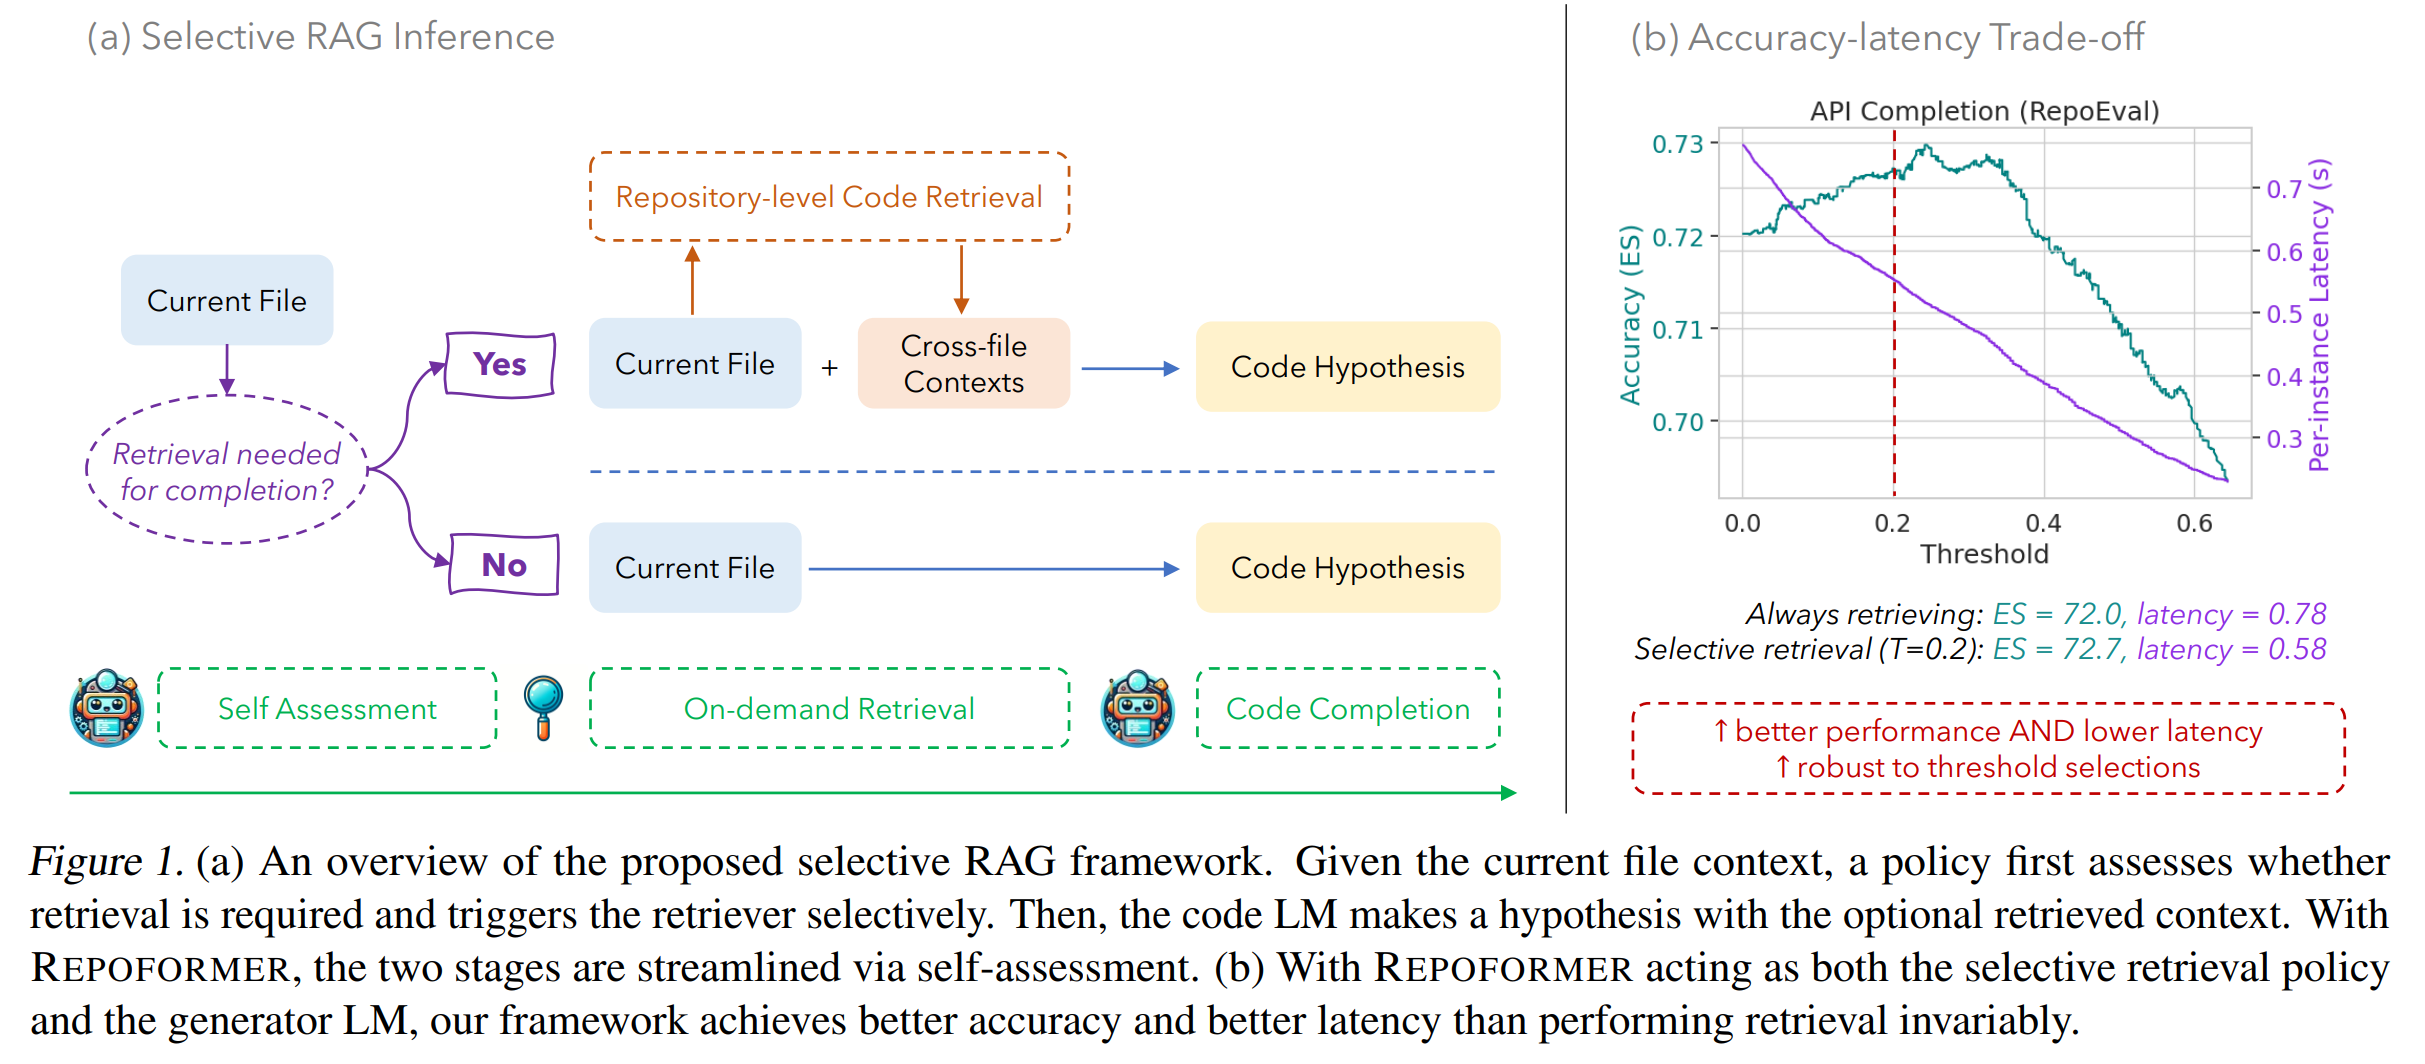 (a) Selective RAG Inference
Repository-level Code Retrieval
Current File
Retrieval needed
for completion?
Yes
No
Current File
+
Cross-file
Contexts
Code Hypothesis
Current File
Code Hypothesis
Self Assessment
On-demand Retrieval
Code Completion
(b) Accuracy-latency Trade-off
API Completion (RepoEval)
Accuracy (ES)
0.73
0.72
0.71
0.70
Per-instance Latency (s)
0.7
0.6
0.5
0.4
0.3
0.0 0.2 0.4 0.6
Threshold
Always retrieving: ES = 72.0, latency = 0.78
Selective retrieval (T=0.2): ES = 72.7, latency = 0.58
↑ better performance AND lower latency
↑ robust to threshold selections
Figure 1. (a) An overview of the proposed selective RAG framework. Given the current file context, a policy first assesses whether
retrieval is required and triggers the retriever selectively. Then, the code LM makes a hypothesis with the optional retrieved context. With
REPOFORMER, the two stages are streamlined via self-assessment. (b) With REPOFORMER acting as both the selective retrieval policy
and the generator LM, our framework achieves better accuracy and better latency than performing retrieval invariably.